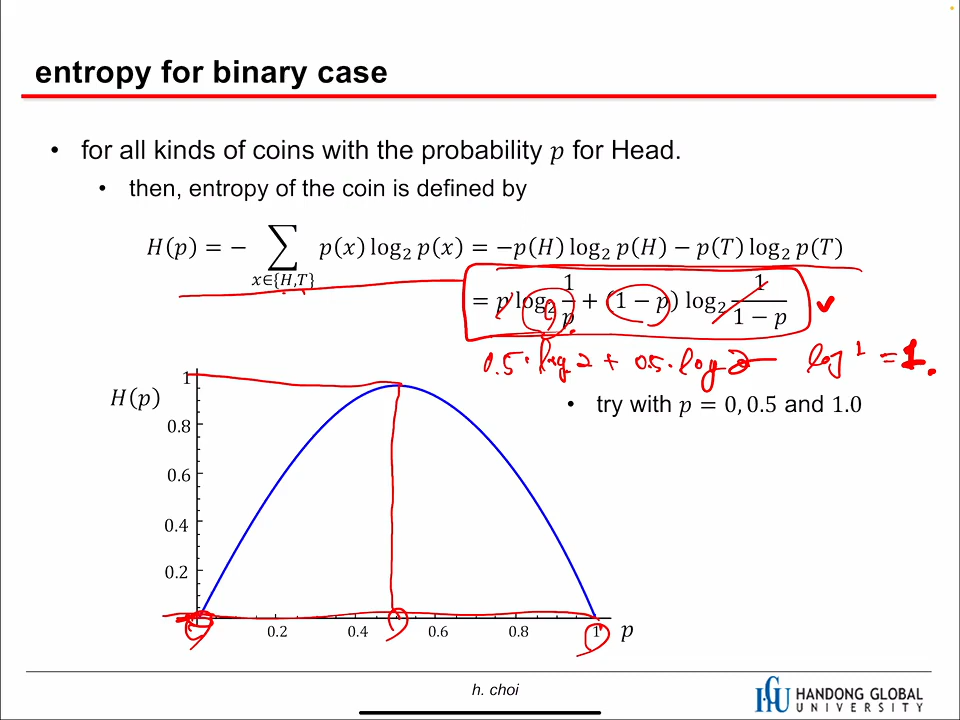 entropy for binary case
• for all kinds of coins with the probability 𝑝 for Head.
• then, entropy of the coin is defined by
𝐻(𝑝) = − ∑ 𝑝(𝑥) log₂ 𝑝(𝑥) = −𝑝(𝐻) log₂ 𝑝(𝐻) − 𝑝(𝑇) log₂ 𝑝(𝑇)
𝑥∈{𝐻,𝑇}
= 𝑝 log₂ 1/𝑝 + (1 − 𝑝) log₂ 1/(1 − 𝑝)
0.5 · log₂ 2 + 0.5 · log 2 log 1 = 1.
• try with 𝑝 = 0, 0.5 and 1.0
𝐻(𝑝)
1
0.8
0.6
0.4
0.2
0.2 0.4 0.6 0.8 1 𝑝
h. choi
HANDONG GLOBAL
UNIVERSITY